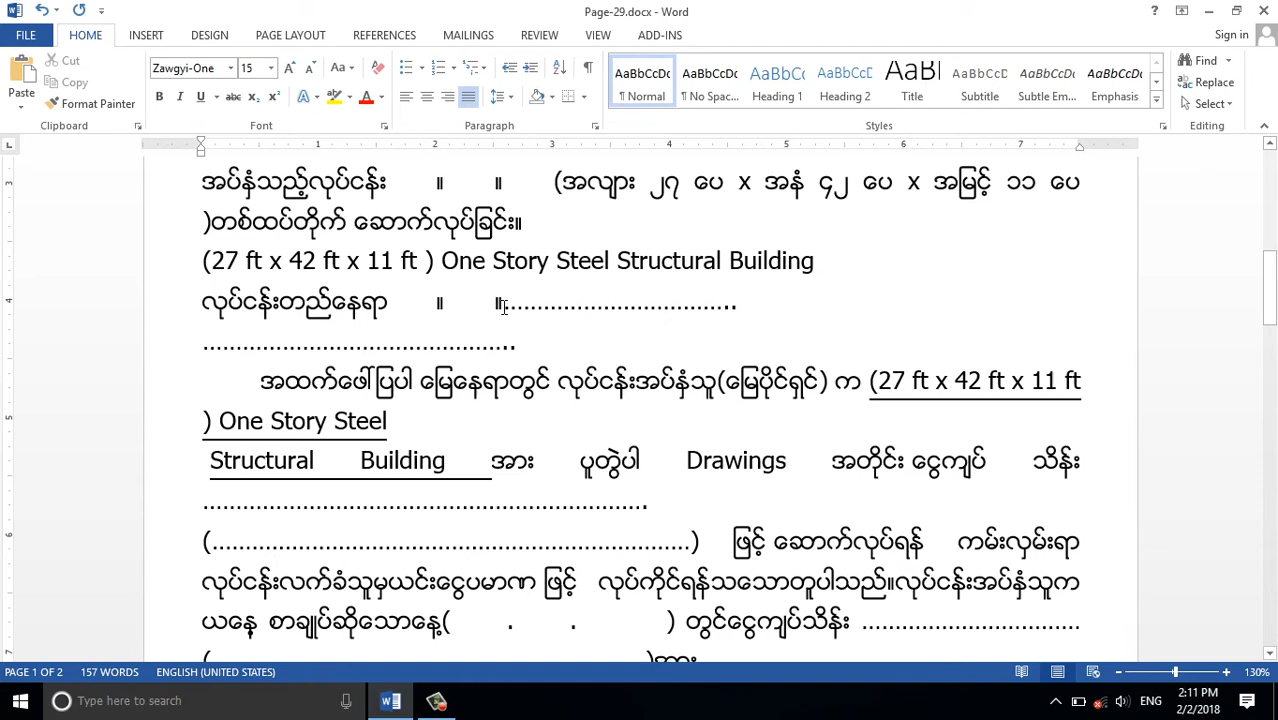 Page-29.docx - Word
Sign in
FILE HOME INSERT DESIGN PAGE LAYOUT REFERENCES MAILINGS REVIEW VIEW ADD-INS
Paste
Cut
Copy
Format Painter
Clipboard
Zawgyi-One 15
Font
Paragraph
AaBbCcDc AaBbCcDc AaBbCc AaBbCcDc AaBl AaBbCcDc AaBbCcDc AaBbCcDc
¶ Normal ¶ No Spac... Heading 1 Heading 2 Title Subtitle Subtle Em... Emphasis
Styles
Find
Replace
Select
Editing
1 2 3 4 5 6 7
အပ်နှံသည့်လုပ်ငန်း ။ ။ (အလျား ၂၇ ပေ x အနံ ၄၂ ပေ x အမြင့် ၁၁ ပေ
)တစ်ထပ်တိုက် ဆောက်လုပ်ခြင်း။
(27 ft x 42 ft x 11 ft ) One Story Steel Structural Building
လုပ်ငန်းတည်နေရာ ။ ။....................................
...............................................
အထက်ဖေါ်ပြပါ မြေနေရာတွင် လုပ်ငန်းအပ်နှံသူ(မြေပိုင်ရှင်) က (27 ft x 42 ft x 11 ft
) One Story Steel
Structural Building အား ပူတွဲပါ Drawings အတိုင်း ငွေကျပ် သိန်း
...................................................................
(........................................................................) ဖြင့် ဆောက်လုပ်ရန် ကမ်းလှမ်းရာ
လုပ်ငန်းလက်ခံသူမှယင်းငွေပမာဏ ဖြင့် လုပ်ကိုင်ရန်သသောတူပါသည်။လုပ်ငန်းအပ်နှံသူက
ယနေ့ စာချုပ်ဆိုသောနေ့( . . ) တွင်ငွေကျပ်သိန်း .................................
PAGE 1 OF 2 157 WORDS ENGLISH (UNITED STATES) 130%
Type here to search
ENG
2:11 PM
2/2/2018